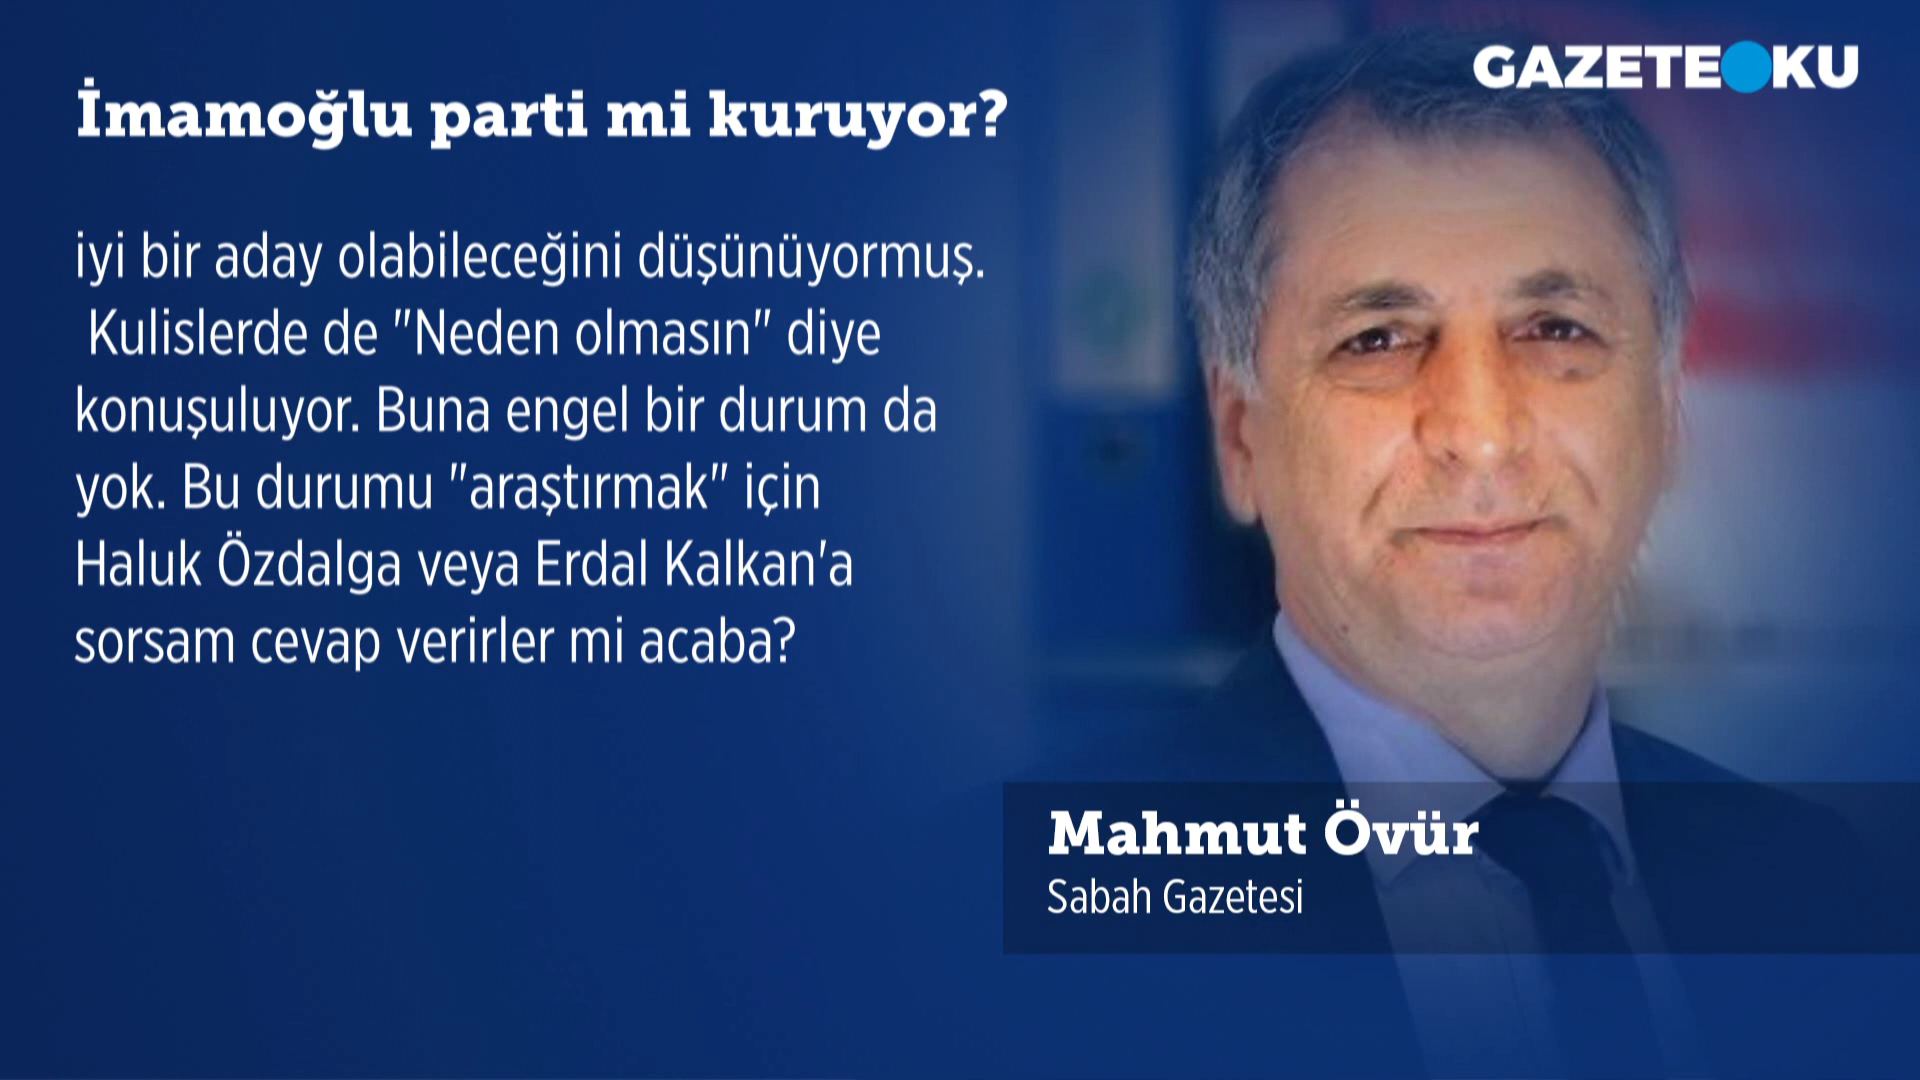 GAZETEOKU
İmamoğlu parti mi kuruyor?
iyi bir aday olabileceğini düşünüyormuş.
Kulislerde de "Neden olmasın" diye
konuşuluyor. Buna engel bir durum da
yok. Bu durumu "araştırmak" için
Haluk Özdalga veya Erdal Kalkan'a
sorsam cevap verirler mi acaba?
Mahmut Övür
Sabah Gazetesi